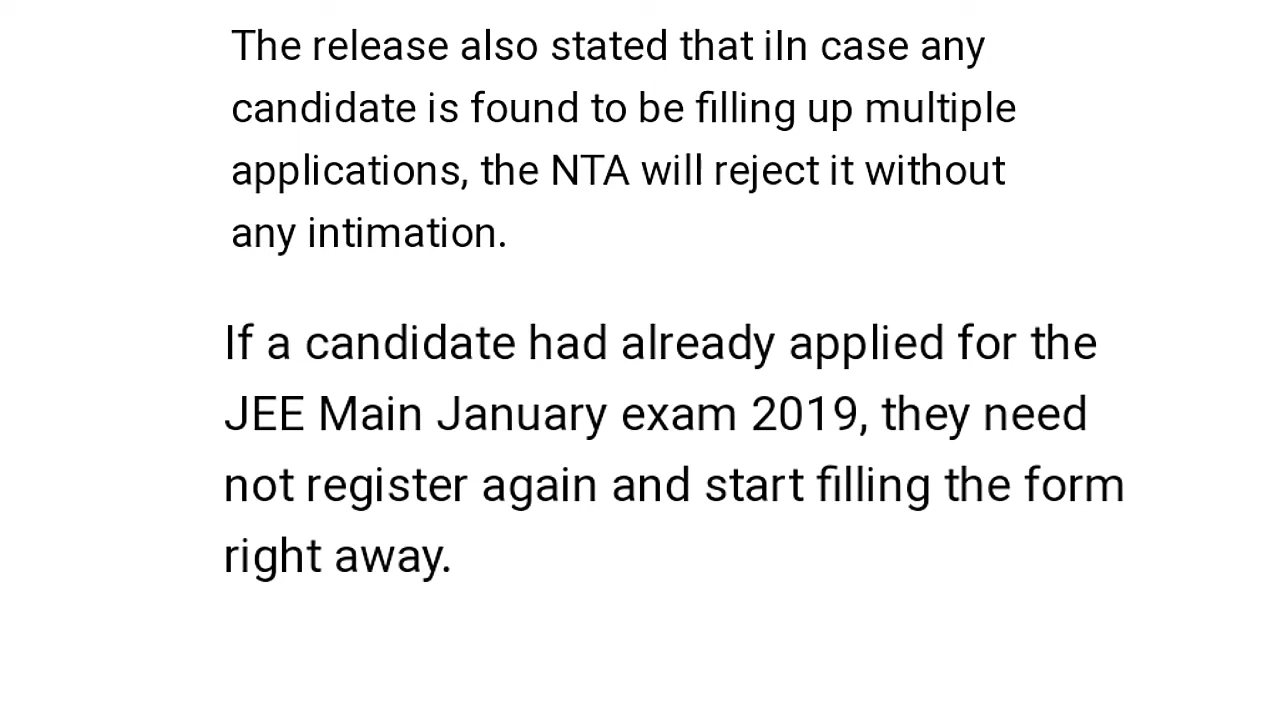 The release also stated that iIn case any
candidate is found to be filling up multiple
applications, the NTA will reject it without
any intimation.
If a candidate had already applied for the
JEE Main January exam 2019, they need
not register again and start filling the form
right away.